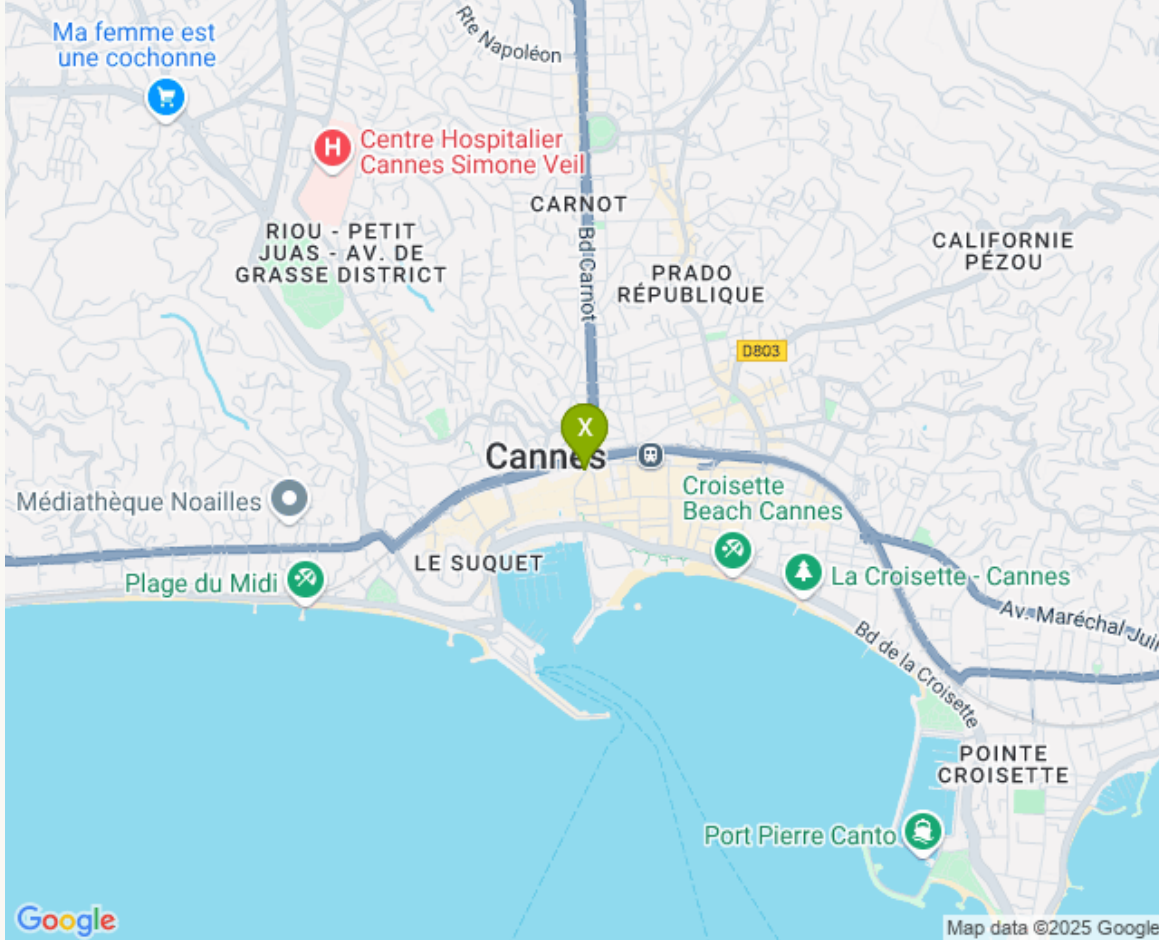 Ma femme est
une cochonne
Rte Napoléon
H
Centre Hospitalier
Cannes Simone Veil
CARNOT
Bd Carnot
RIOU - PETIT
JUAS - AV. DE
GRASSE DISTRICT
PRADO
RÉPUBLIQUE
CALIFORNIE
PÉZOU
D803
X
Cannes
Médiathèque Noailles
Croisette
Beach Cannes
LE SUQUET
Plage du Midi
La Croisette - Cannes
Av. Maréchal Juin
Bd de la Croisette
POINTE
CROISETTE
Port Pierre Canto
Google
Map data ©2025 Google